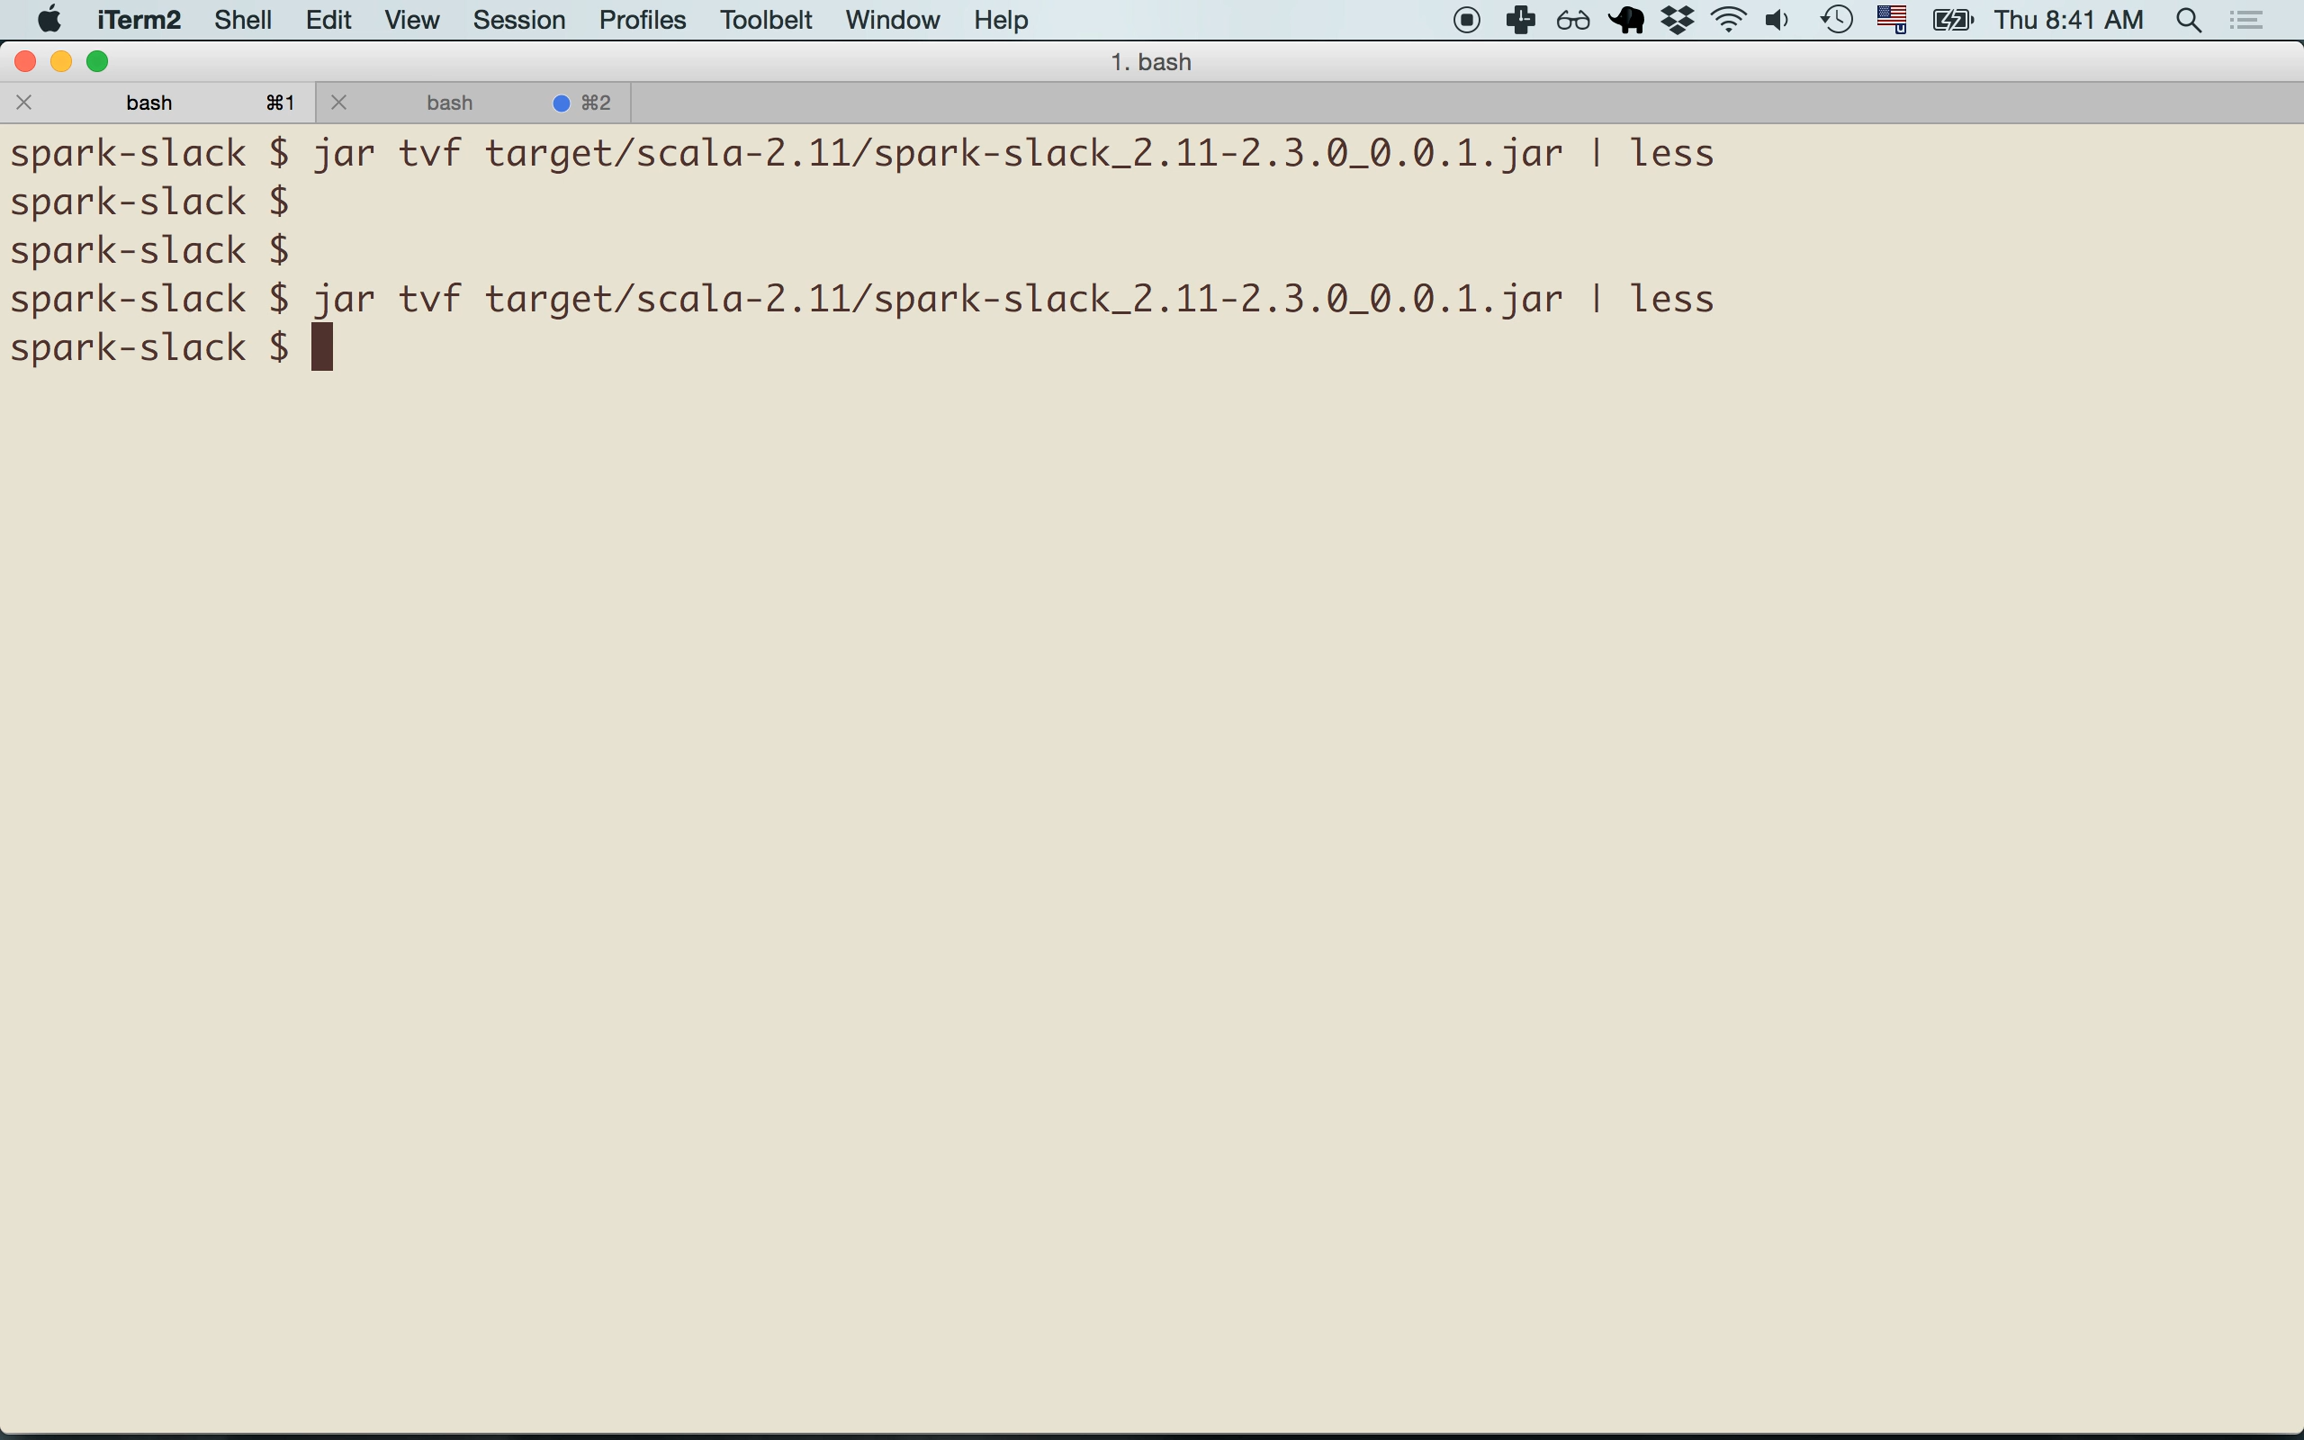 iTerm2 Shell Edit View Session Profiles Toolbelt Window Help Thu 8:41 AM
1. bash
bash ⌘1 bash ⌘2
spark-slack $ jar tvf target/scala-2.11/spark-slack_2.11-2.3.0_0.0.1.jar | less
spark-slack $
spark-slack $
spark-slack $ jar tvf target/scala-2.11/spark-slack_2.11-2.3.0_0.0.1.jar | less
spark-slack $